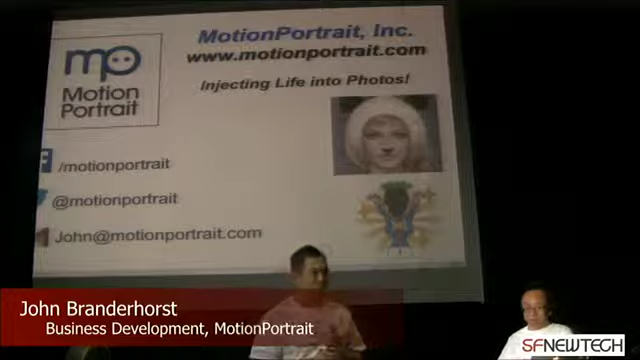 MotionPortrait, Inc.
www.motionportrait.com
Injecting Life into Photos!
mp
Motion
Portrait
/motionportrait
@motionportrait
John@motionportrait.com
John Branderhorst
Business Development, MotionPortrait
SFNEWTECH